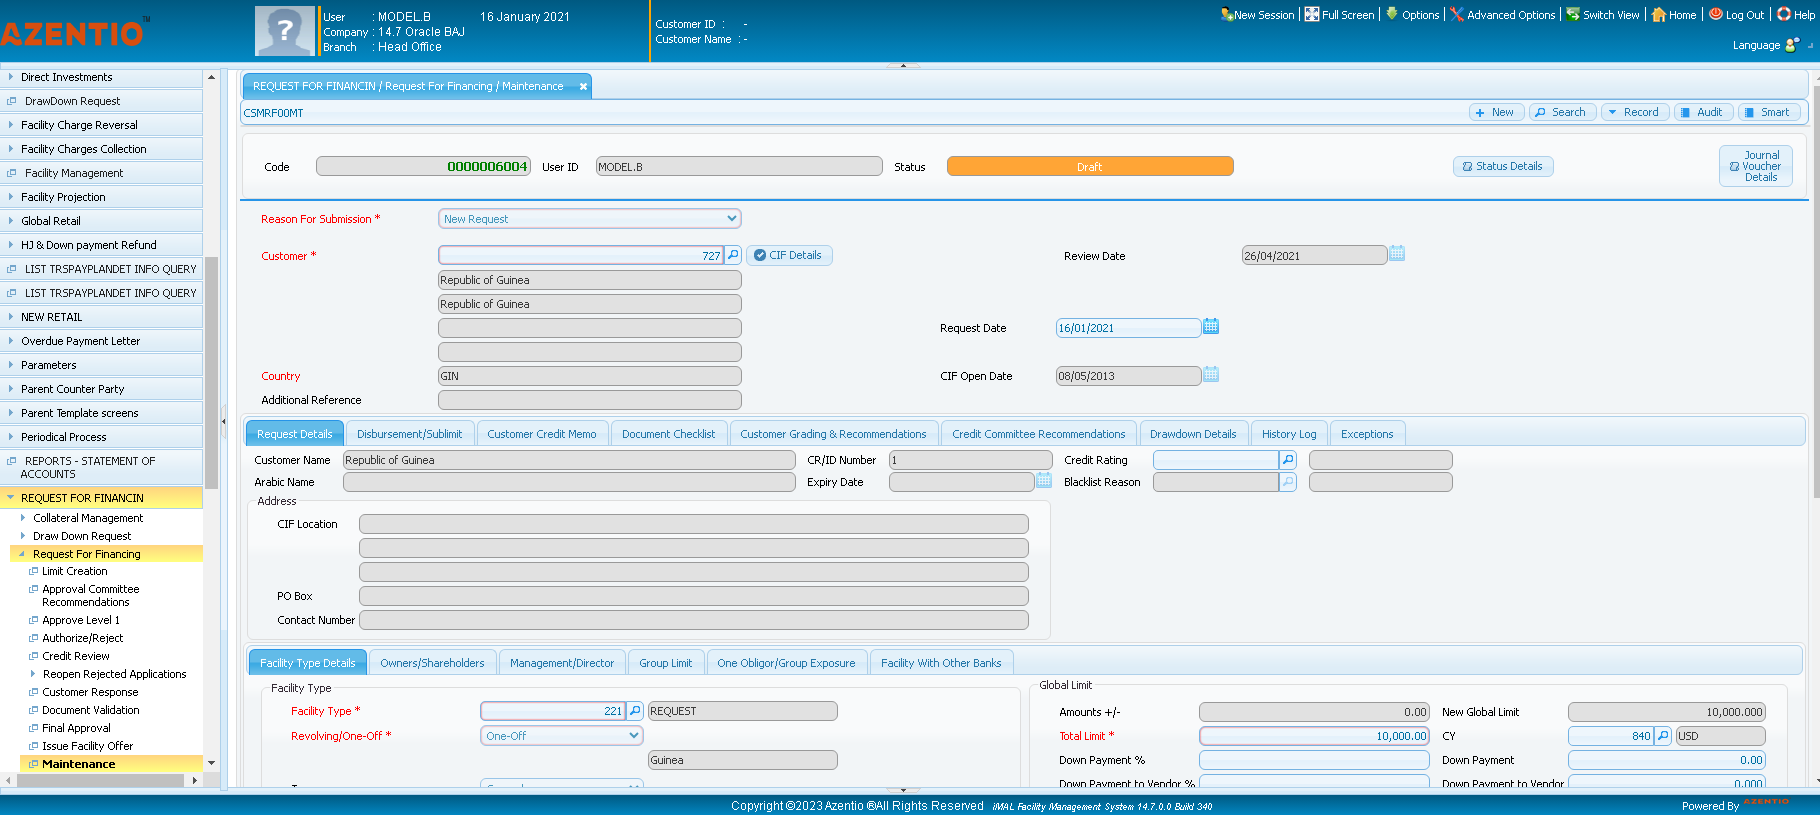 AZENTIO™
User : MODEL.B 16 January 2021
Company : 14.7 Oracle BAJ
Branch : Head Office
Customer ID : -
Customer Name : -
New Session Full Screen Options Advanced Options Switch View Home Log Out Help
Language
Direct Investments
DrawDown Request
Facility Charge Reversal
Facility Charges Collection
Facility Management
Facility Projection
Global Retail
HJ & Down payment Refund
LIST TRSPAYPLANDET INFO QUERY
LIST TRSPAYPLANDET INFO QUERY
NEW RETAIL
Overdue Payment Letter
Parameters
Parent Counter Party
Parent Template screens
Periodical Process
REPORTS - STATEMENT OF
ACCOUNTS
REQUEST FOR FINANCIN
Collateral Management
Draw Down Request
Request For Financing
Limit Creation
Approval Committee
Recommendations
Approve Level 1
Authorize/Reject
Credit Review
Reopen Rejected Applications
Customer Response
Document Validation
Final Approval
Issue Facility Offer
Maintenance
REQUEST FOR FINANCIN / Request For Financing / Maintenance
CSMRF00MT
New Search Record Audit Smart
Code 0000006004 User ID MODEL.B Status Draft Status Details
Journal
Voucher
Details
Reason For Submission * New Request
Customer * 727 CIF Details Review Date 26/04/2021
Republic of Guinea
Republic of Guinea
Request Date 16/01/2021
Country GIN CIF Open Date 08/05/2013
Additional Reference
Request Details Disbursement/Sublimit Customer Credit Memo Document Checklist Customer Grading & Recommendations Credit Committee Recommendations Drawdown Details History Log Exceptions
Customer Name Republic of Guinea CR/ID Number 1 Credit Rating
Arabic Name Expiry Date Blacklist Reason
Address
CIF Location
PO Box
Contact Number
Facility Type Details Owners/Shareholders Management/Director Group Limit One Obligor/Group Exposure Facility With Other Banks
Facility Type
Facility Type * 221 REQUEST
Revolving/One-Off * One-Off
Guinea
Global Limit
Amounts +/- 0.00 New Global Limit 10,000.000
Total Limit * 10,000.00 CY 840 USD
Down Payment % Down Payment 0.00
Down Payment to Vendor % Down Payment to Vendor 0.000
Copyright ©2023 Azentio ®All Rights Reserved iMAL Facility Management System 14.7.0.0 Build 340
Powered By AZENTIO